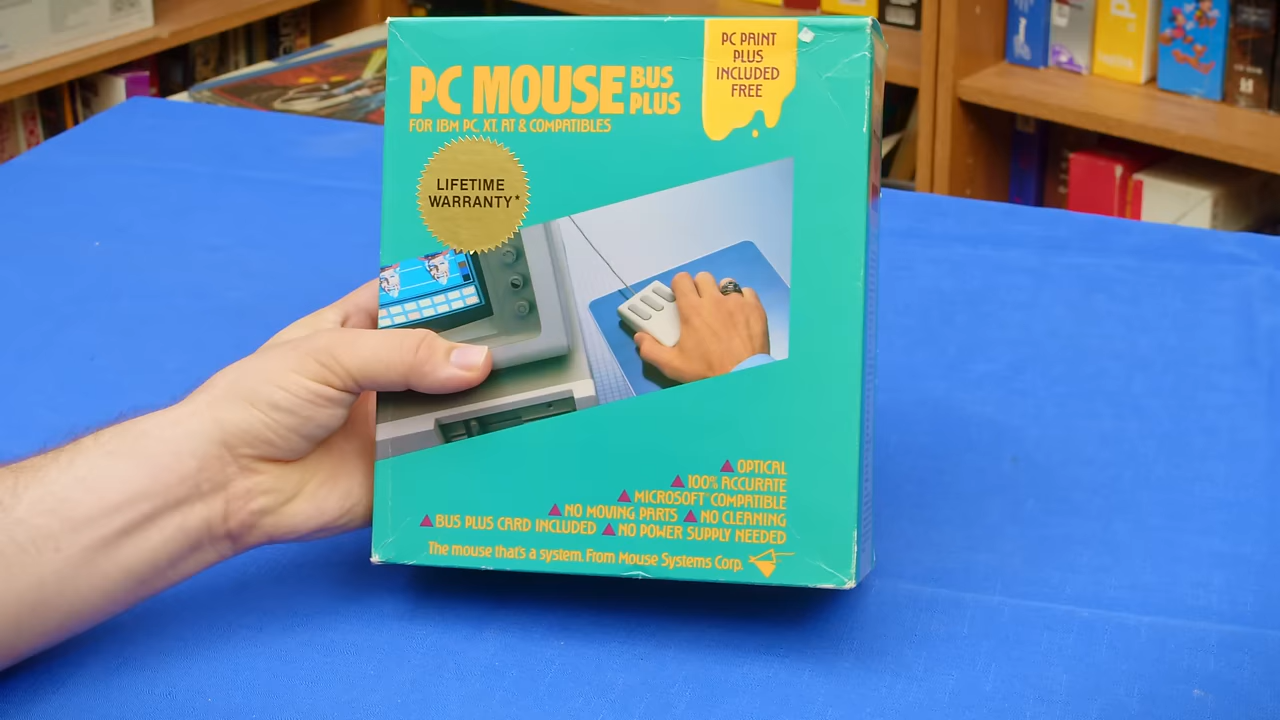 PC MOUSE BUS PLUS
FOR IBM PC, XT, AT & COMPATIBLES
PC PAINT
PLUS
INCLUDED
FREE
LIFETIME
WARRANTY*
▲ OPTICAL
▲ 100% ACCURATE
▲ MICROSOFT® COMPATIBLE
▲ NO MOVING PARTS ▲ NO CLEANING
▲ BUS PLUS CARD INCLUDED ▲ NO POWER SUPPLY NEEDED
The mouse that's a system. From Mouse Systems Corp.